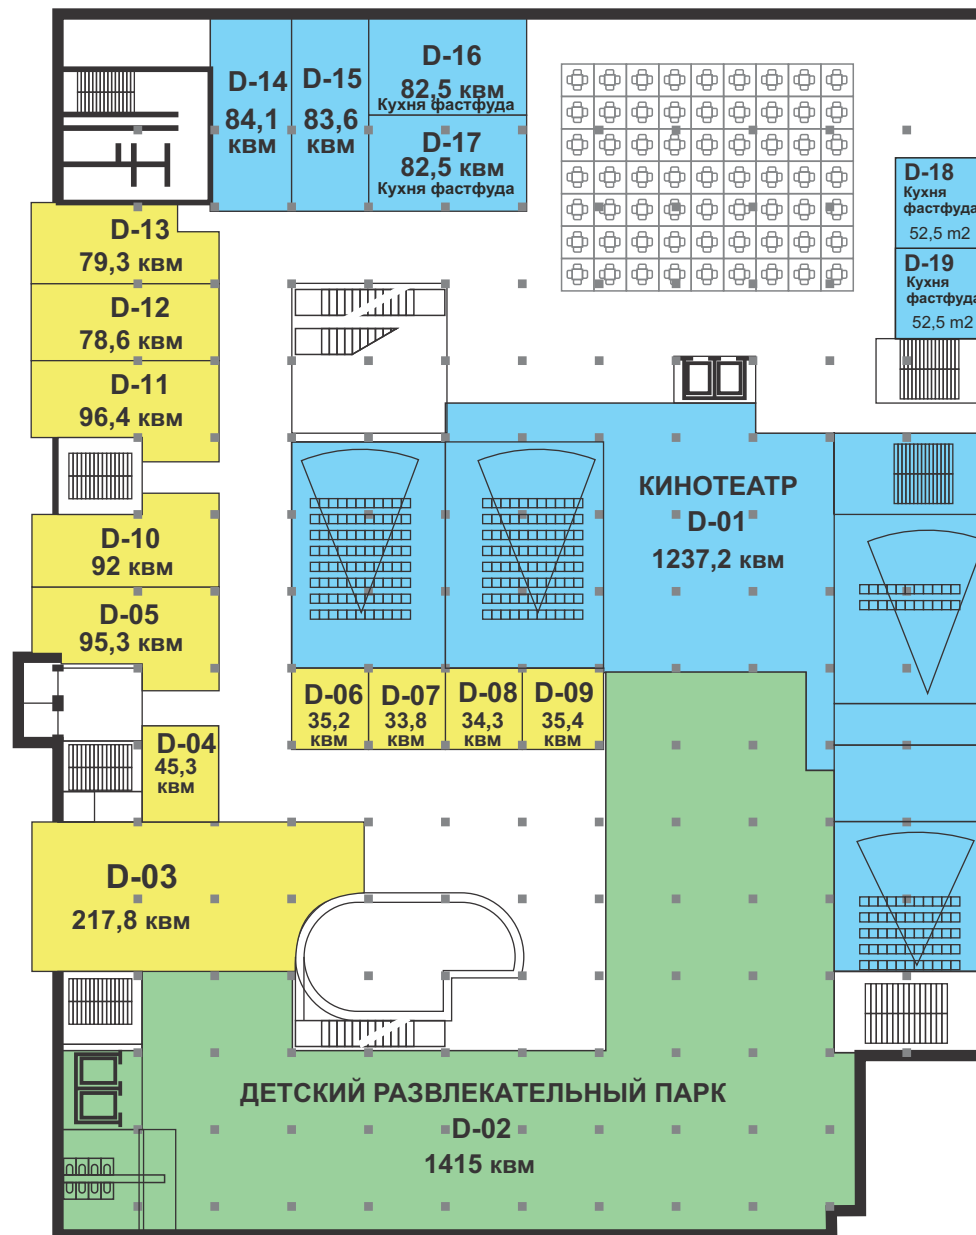 D-14
84,1
квм
D-15
83,6
квм
D-16
82,5 квм
Кухня фастфуда
D-17
82,5 квм
Кухня фастфуда
D-18
Кухня
фастфуда
52,5 m2
D-19
Кухня
фастфуда
52,5 m2
D-13
79,3 квм
D-12
78,6 квм
D-11
96,4 квм
КИНОТЕАТР
D-01
1237,2 квм
D-10
92 квм
D-05
95,3 квм
D-06
35,2
квм
D-07
33,8
квм
D-08
34,3
квм
D-09
35,4
квм
D-04
45,3
квм
D-03
217,8 квм
ДЕТСКИЙ РАЗВЛЕКАТЕЛЬНЫЙ ПАРК
D-02
1415 квм